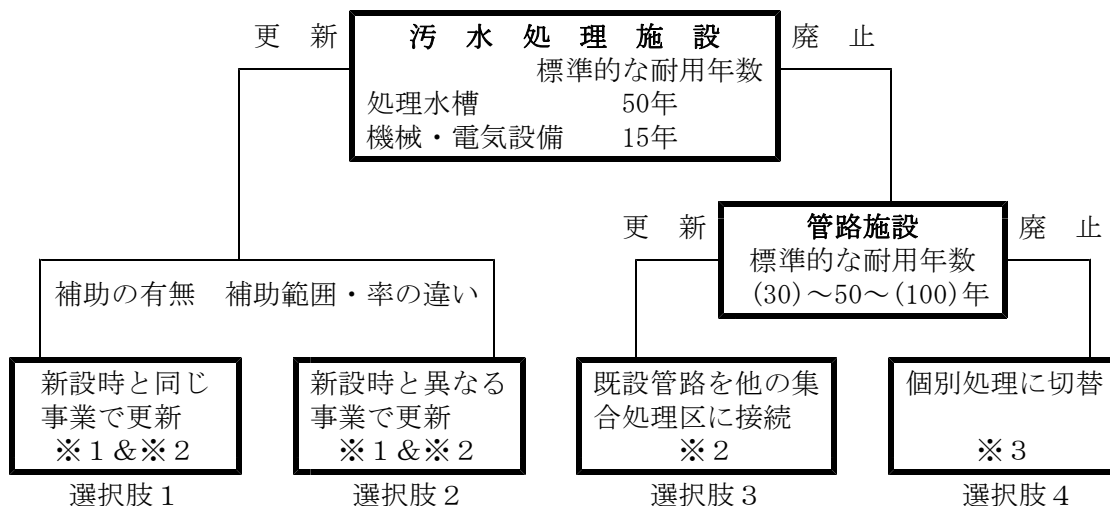 更　新
汚 水 処 理 施 設
廃　止
標準的な耐用年数
処理水槽　　　50年
機械・電気設備　　15年
更　新
管路施設
廃　止
標準的な耐用年数
(30)～50～(100)年
補助の有無　補助範囲・率の違い
新設時と同じ
事業で更新
※１＆※２
選択肢１
新設時と異なる
事業で更新
※１＆※２
選択肢２
既設管路を他の集
合処理区に接続
※２
選択肢３
個別処理に切替
※３
選択肢４